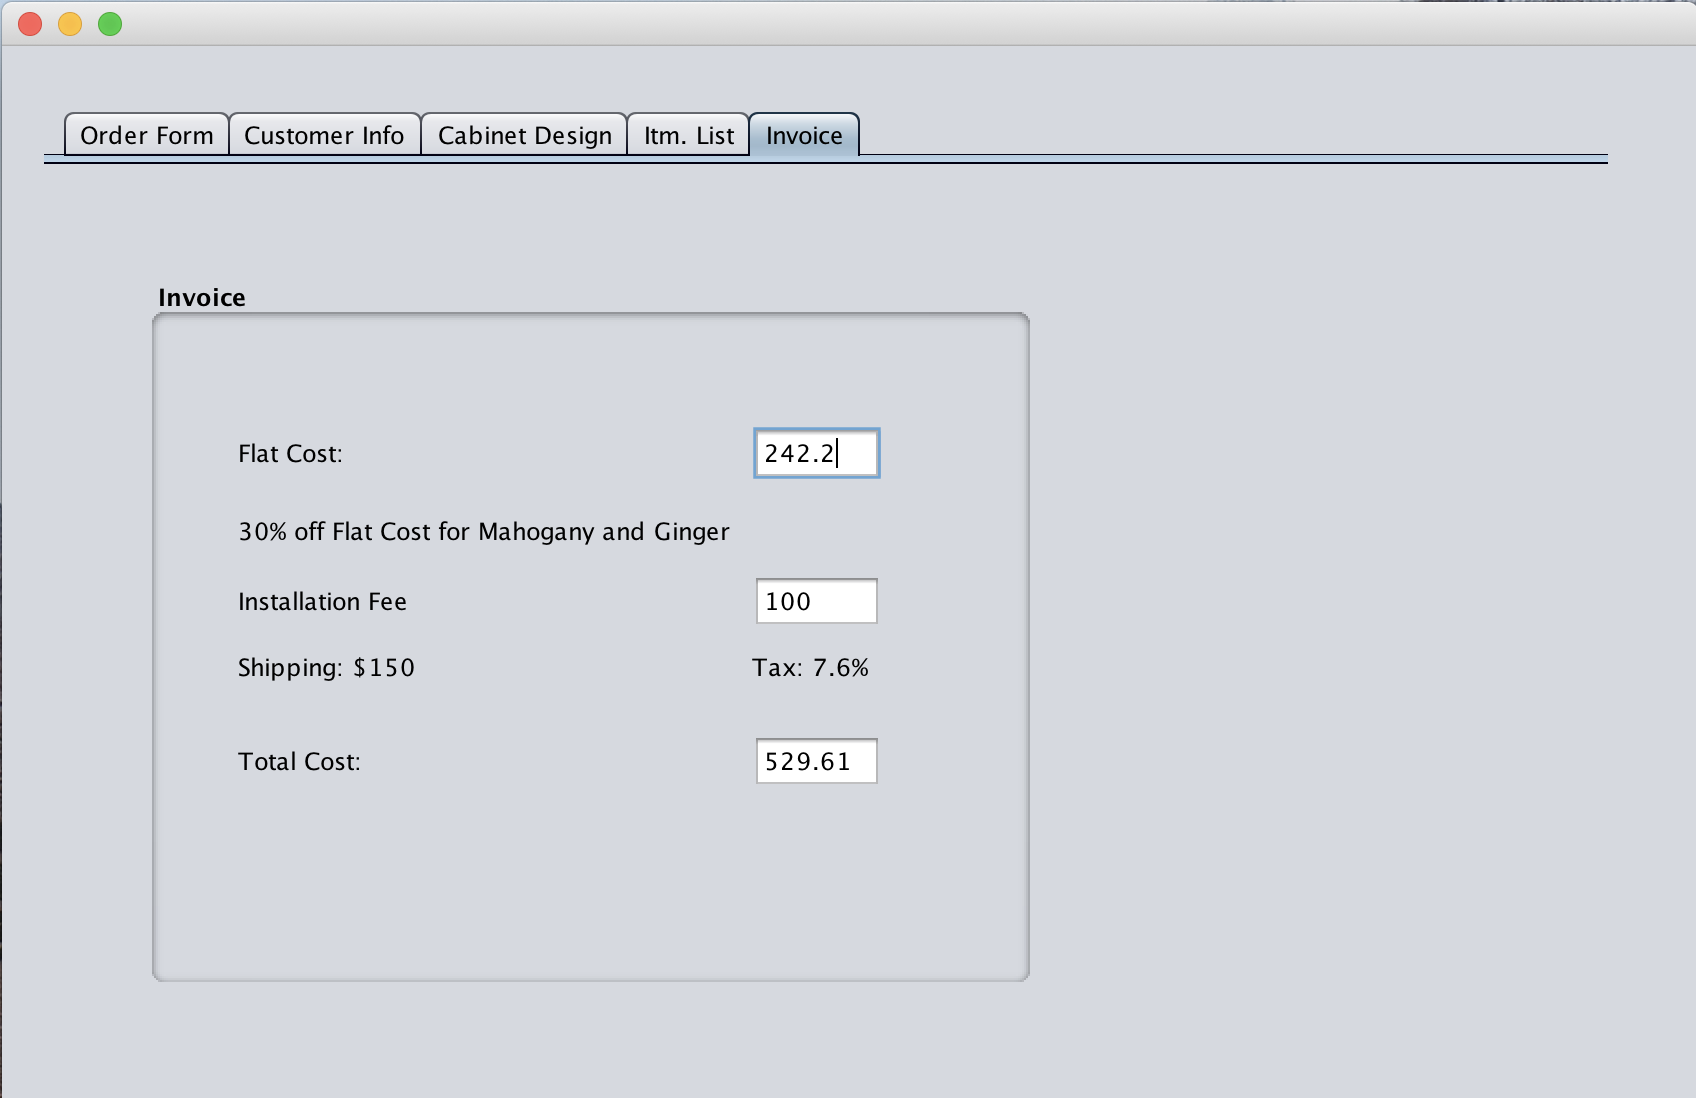 Order Form Customer Info Cabinet Design Itm. List Invoice
Invoice
Flat Cost: 242.2
30% off Flat Cost for Mahogany and Ginger
Installation Fee 100
Shipping: $150 Tax: 7.6%
Total Cost: 529.61